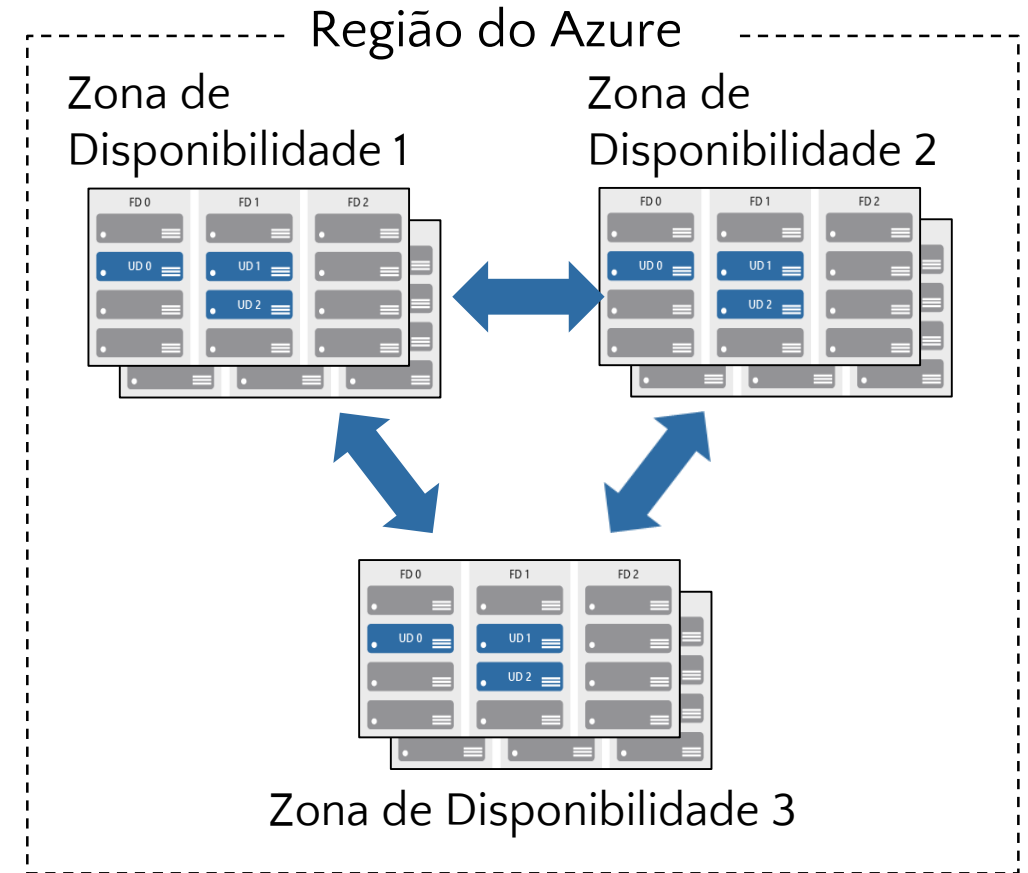 Região do Azure
Zona de
Disponibilidade 1
Zona de
Disponibilidade 2
FD 0 FD 1 FD 2
UD 0 UD 1
UD 2
FD 0 FD 1 FD 2
UD 0 UD 1
UD 2
FD 0 FD 1 FD 2
UD 0 UD 1
UD 2
Zona de Disponibilidade 3